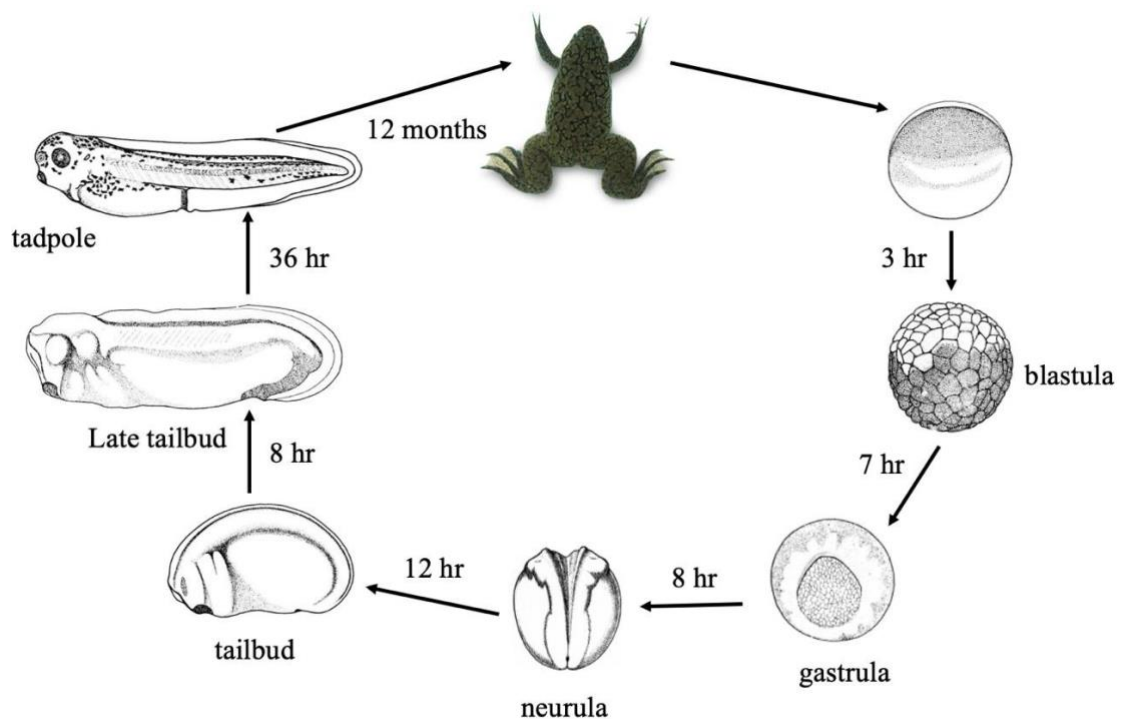 12 months
3 hr
blastula
7 hr
gastrula
8 hr
neurula
12 hr
tailbud
8 hr
Late tailbud
36 hr
tadpole